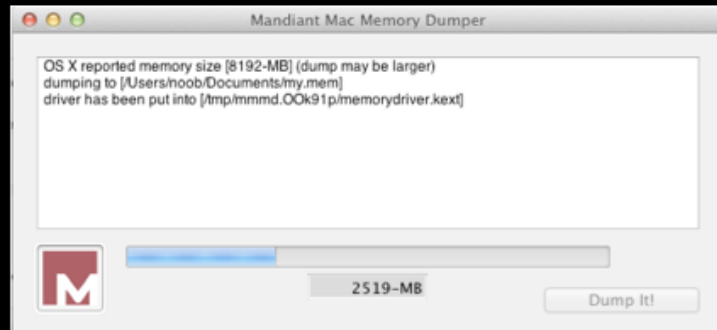 Mandiant Mac Memory Dumper
OS X reported memory size [8192-MB] (dump may be larger)
dumping to [/Users/noob/Documents/my.mem]
driver has been put into [/tmp/mmmd.OOk91p/memorydriver.kext]
M
2519-MB
Dump It!